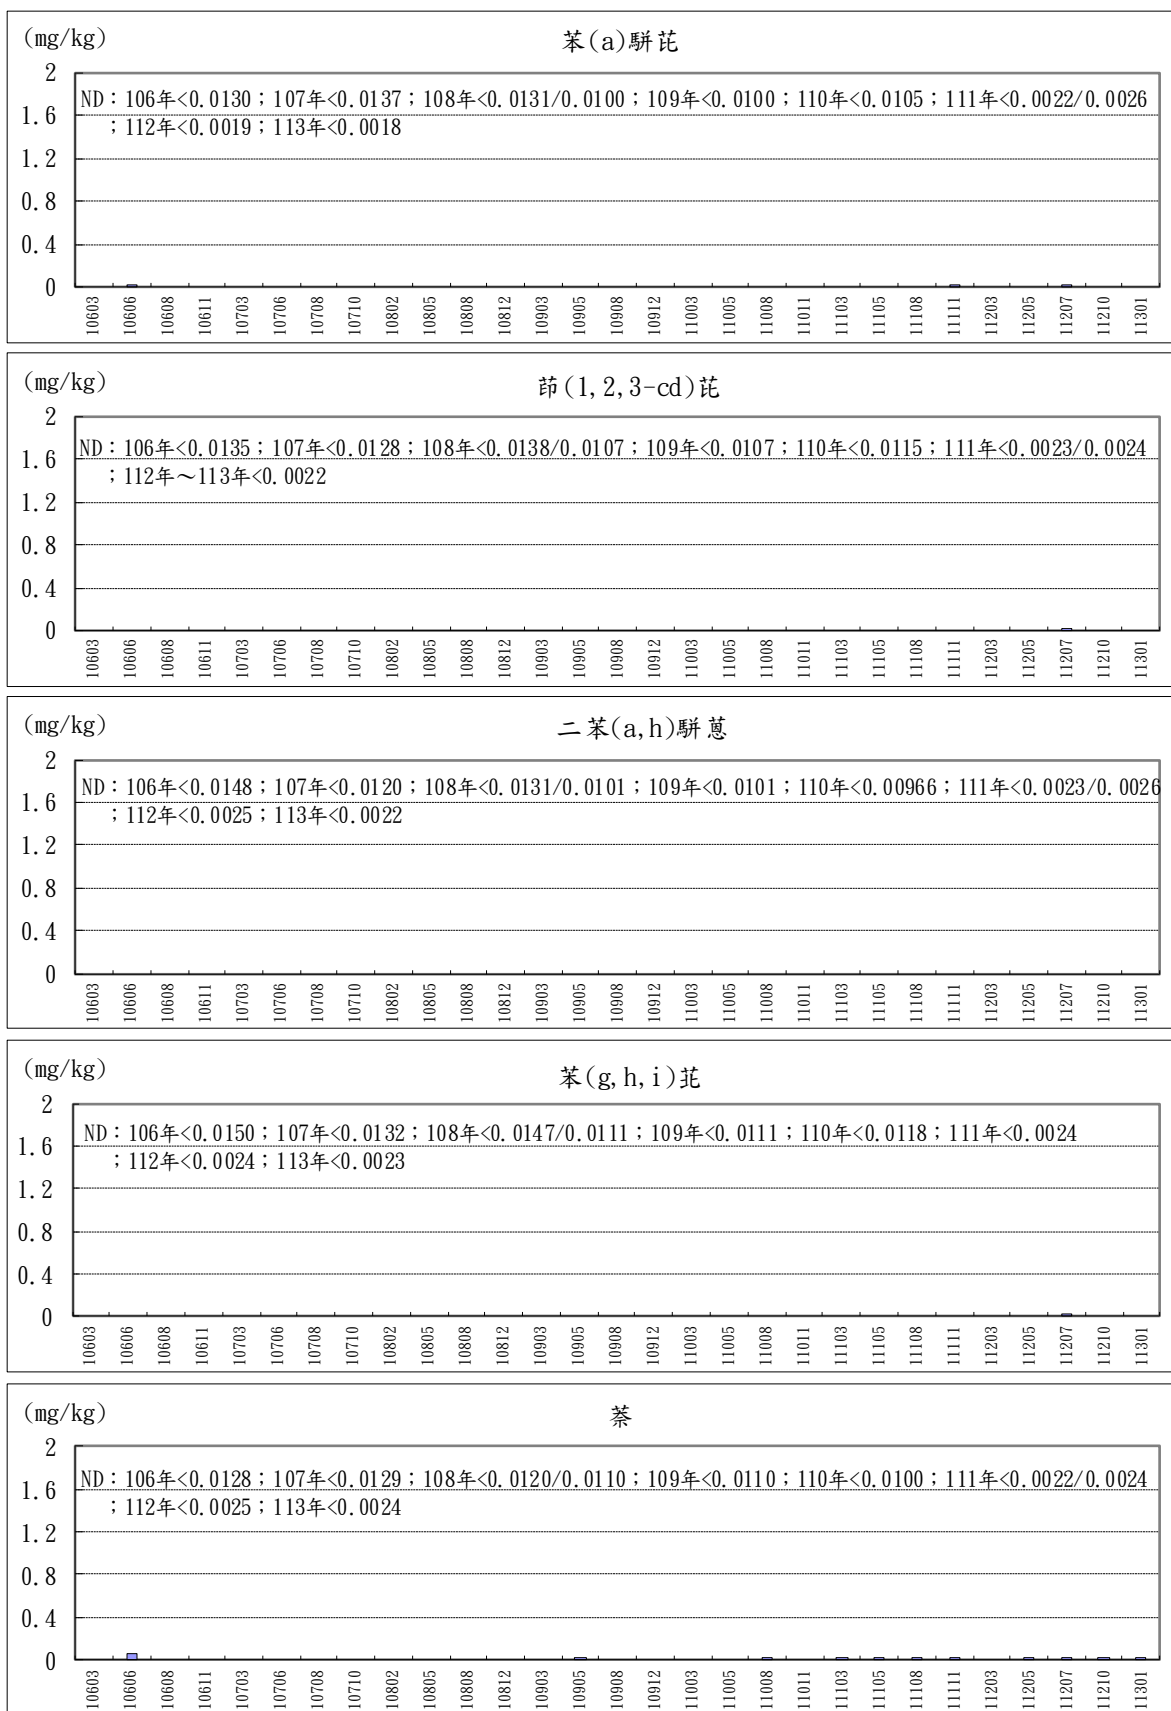 (mg/kg)
苯(a)駢芘
2
ND：106年<0.0130；107年<0.0137；108年<0.0131/0.0100；109年<0.0100；110年<0.0105；111年<0.0022/0.0026
1.6
；112年<0.0019；113年<0.0018
1.2
0.8
0.4
0
10603 10606 10608 10611 10703 10706 10708 10710 10802 10805 10808 10812 10903 10905 10908 10912 11003 11005 11008 11011 11103 11105 11108 11111 11203 11205 11207 11210 11301
(mg/kg)
茚(1,2,3-cd)芘
2
ND：106年<0.0135；107年<0.0128；108年<0.0138/0.0107；109年<0.0107；110年<0.0115；111年<0.0023/0.0024
1.6
；112年～113年<0.0022
1.2
0.8
0.4
0
10603 10606 10608 10611 10703 10706 10708 10710 10802 10805 10808 10812 10903 10905 10908 10912 11003 11005 11008 11011 11103 11105 11108 11111 11203 11205 11207 11210 11301
(mg/kg)
二苯(a,h)駢蒽
2
ND：106年<0.0148；107年<0.0120；108年<0.0131/0.0101；109年<0.0101；110年<0.00966；111年<0.0023/0.0026
1.6
；112年<0.0025；113年<0.0022
1.2
0.8
0.4
0
10603 10606 10608 10611 10703 10706 10708 10710 10802 10805 10808 10812 10903 10905 10908 10912 11003 11005 11008 11011 11103 11105 11108 11111 11203 11205 11207 11210 11301
(mg/kg)
苯(g,h,i)苝
2
ND：106年<0.0150；107年<0.0132；108年<0.0147/0.0111；109年<0.0111；110年<0.0118；111年<0.0024
1.6
；112年<0.0024；113年<0.0023
1.2
0.8
0.4
0
10603 10606 10608 10611 10703 10706 10708 10710 10802 10805 10808 10812 10903 10905 10908 10912 11003 11005 11008 11011 11103 11105 11108 11111 11203 11205 11207 11210 11301
(mg/kg)
萘
2
ND：106年<0.0128；107年<0.0129；108年<0.0120/0.0110；109年<0.0110；110年<0.0100；111年<0.0022/0.0024
1.6
；112年<0.0025；113年<0.0024
1.2
0.8
0.4
0
10603 10606 10608 10611 10703 10706 10708 10710 10802 10805 10808 10812 10903 10905 10908 10912 11003 11005 11008 11011 11103 11105 11108 11111 11203 11205 11207 11210 11301